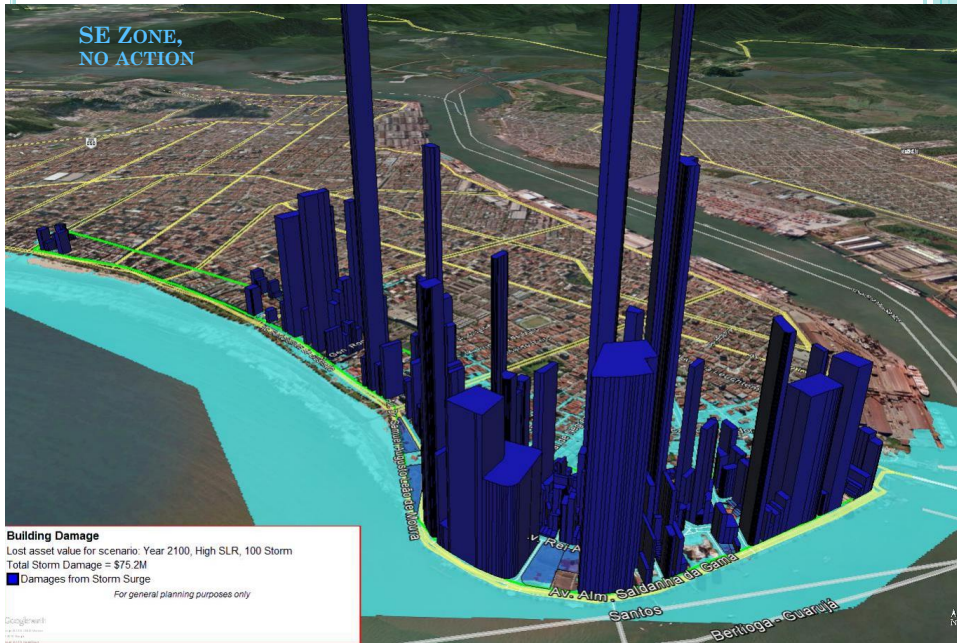 SE ZONE,
NO ACTION
Av. Alm. Saldanna da Gama
Santos
Bertioga - Guarujá
Building Damage
Lost asset value for scenario: Year 2100, High SLR, 100 Storm
Total Storm Damage = $75.2M
Damages from Storm Surge
For general planning purposes only